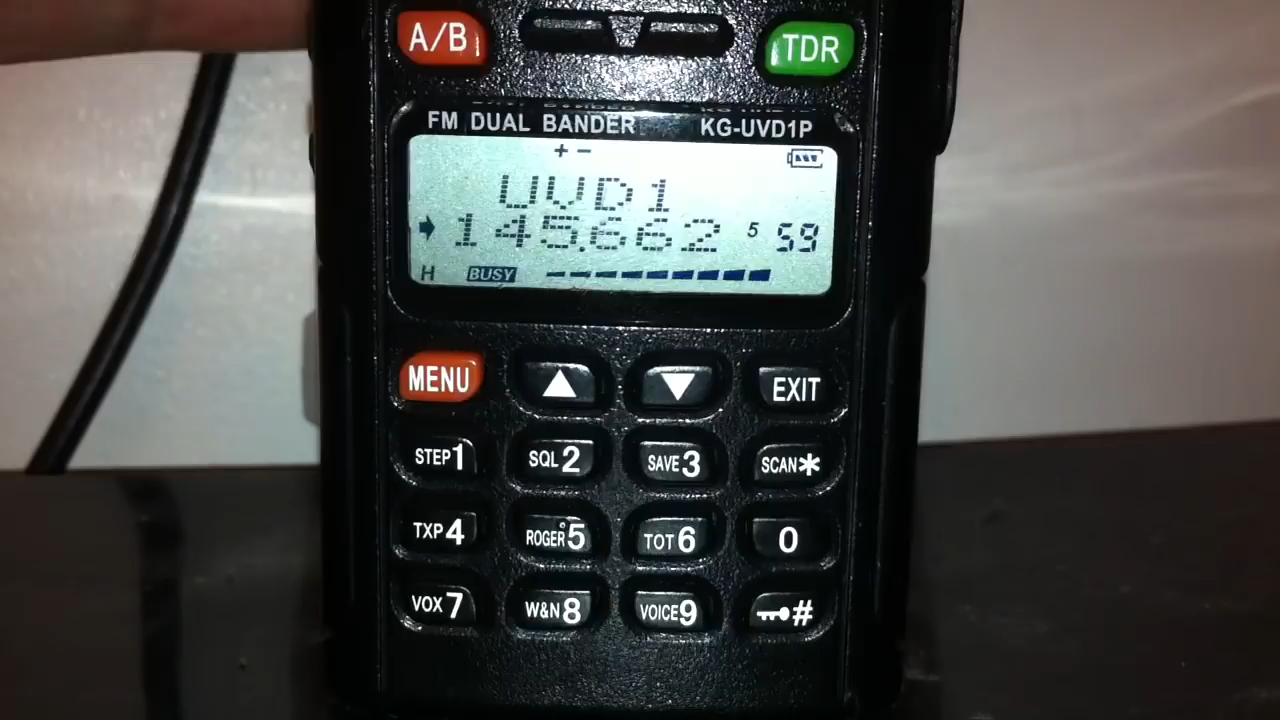 A/B TDR
FM DUAL BANDER KG-UVD1P
+ -
UVD1
145.662 5 59
H BUSY
MENU ▲ ▼ EXIT
STEP1 SQL2 SAVE3 SCAN*
TXP4 ROGER5 TOT6 0
VOX7 W&N8 VOICE9 #